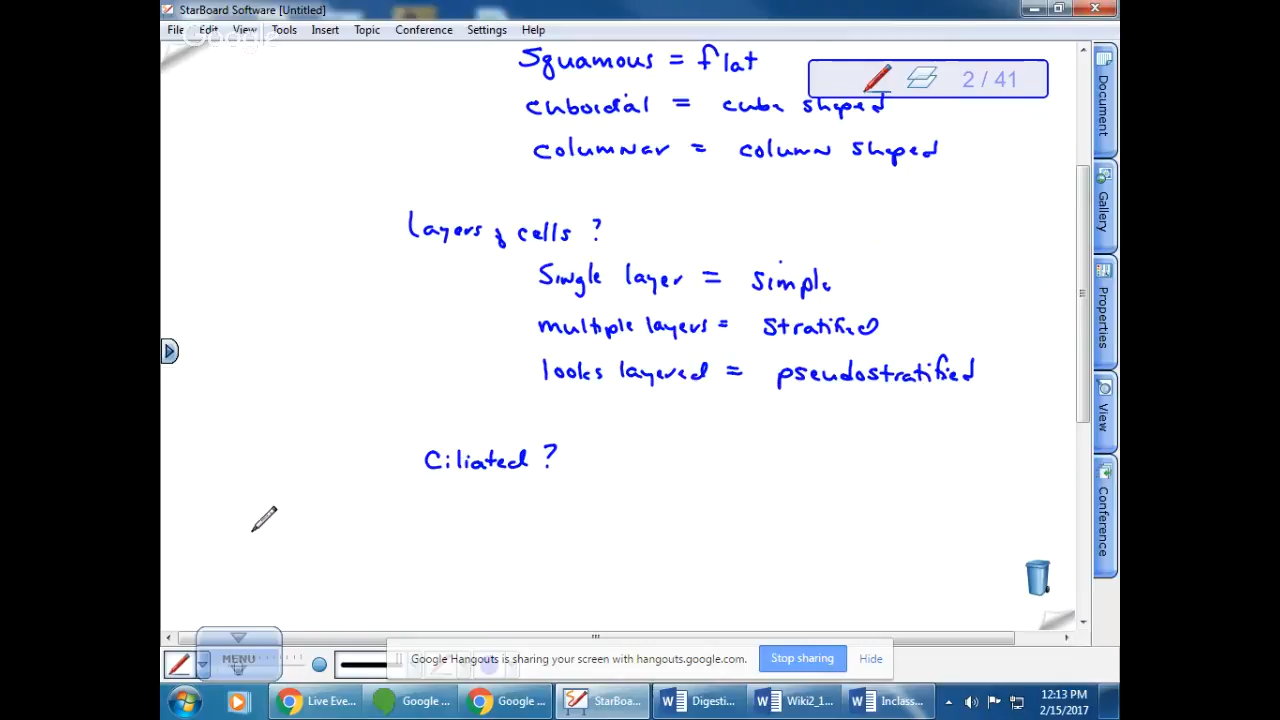 StarBoard Software [Untitled]
File Edit View Tools Insert Topic Conference Settings Help
Google
Squamous = flat
2 / 41
cuboidial = cube shaped
columnar = column shaped
Layers of cells ?
Single layer = simple
multiple layers = stratified
looks layered = pseudostratified
Ciliated ?
Document
Gallery
Properties
View
Conference
MENU
Google Hangouts is sharing your screen with hangouts.google.com. Stop sharing Hide
Live Eve... Google ... Google ... StarBoa... Digesti... Wiki2_1... Inclass... 12:13 PM
2/15/2017